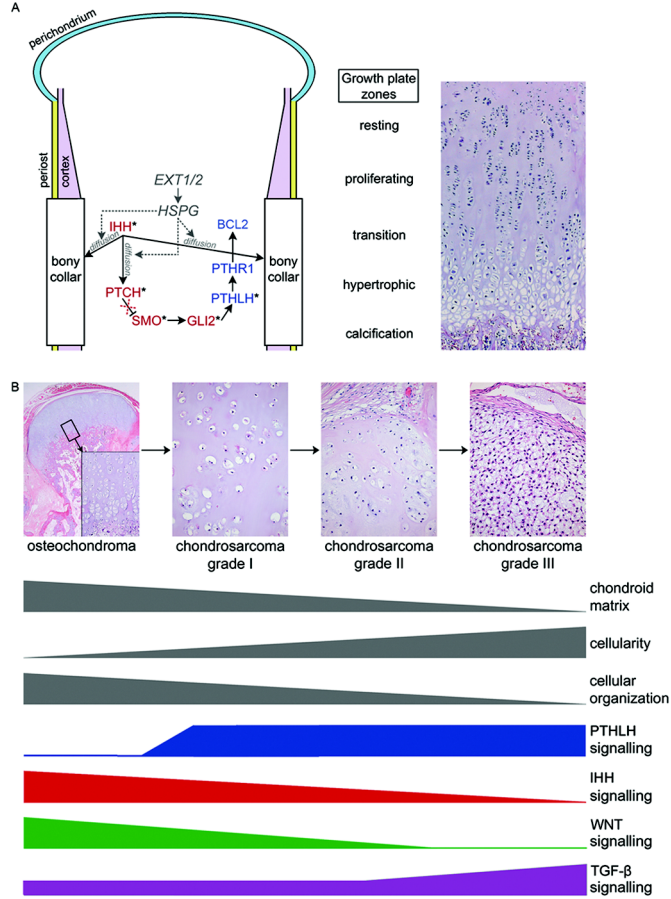 A
perichondrium
periost
cortex
EXT1/2
HSPG
IHH*
diffusion
diffusion
diffusion
BCL2
bony
collar
bony
collar
PTHR1
PTCH*
PTHLH*
SMO*
GLI2*
Growth plate
zones
resting
proliferating
transition
hypertrophic
calcification
B
osteochondroma
chondrosarcoma
grade I
chondrosarcoma
grade II
chondrosarcoma
grade III
chondroid
matrix
cellularity
cellular
organization
PTHLH
signalling
IHH
signalling
WNT
signalling
TGF-β
signalling